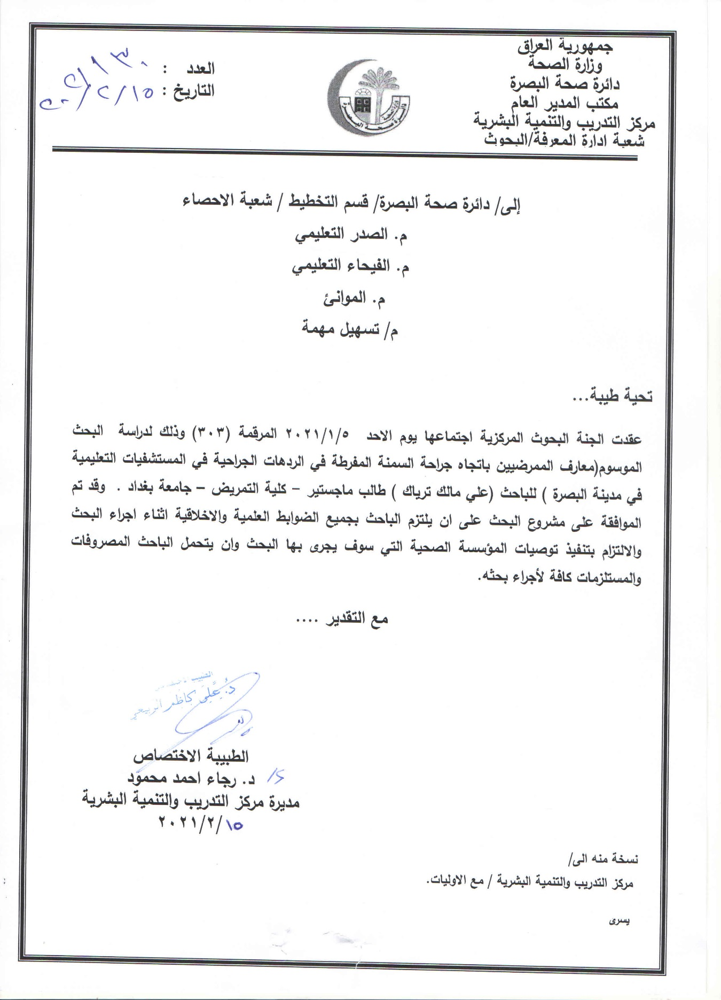 جمهورية العراق
وزارة الصحة
دائرة صحة البصرة
مكتب المدير العام
مركز التدريب والتنمية البشرية
شعبة ادارة المعرفة/البحوث
العدد : ١٣٠
التاريخ : ٢/١٥/
دائرة صحة البصرة
إلى/ دائرة صحة البصرة/ قسم التخطيط / شعبة الاحصاء
م. الصدر التعليمي
م. الفيحاء التعليمي
م. الموانئ
م/ تسهيل مهمة
تحية طيبة...
عقدت الجنة البحوث المركزية اجتماعها يوم الاحد ٢٠٢١/١/٥ المرقمة (٣٠٣) وذلك لدراسة البحث
الموسوم(معارف الممرضيين باتجاه جراحة السمنة المفرطة في الردهات الجراحية في المستشفيات التعليمية
في مدينة البصرة ) للباحث (علي مالك ترياك ) طالب ماجستير – كلية التمريض – جامعة بغداد . وقد تم
الموافقة على مشروع البحث على ان يلتزم الباحث بجميع الضوابط العلمية والاخلاقية اثناء اجراء البحث
والالتزام بتنفيذ توصيات المؤسسة الصحية التي سوف يجرى بها البحث وان يتحمل الباحث المصروفات
والمستلزمات كافة لأجراء بحثه.
مع التقدير ....
د. علي كاظم الربيعي
الطبيبة الاختصاص
د. رجاء احمد محمود
مديرة مركز التدريب والتنمية البشرية
٢٠٢١/٢/١٥
نسخة منه الى/
مركز التدريب والتنمية البشرية / مع الاوليات.
يسرى